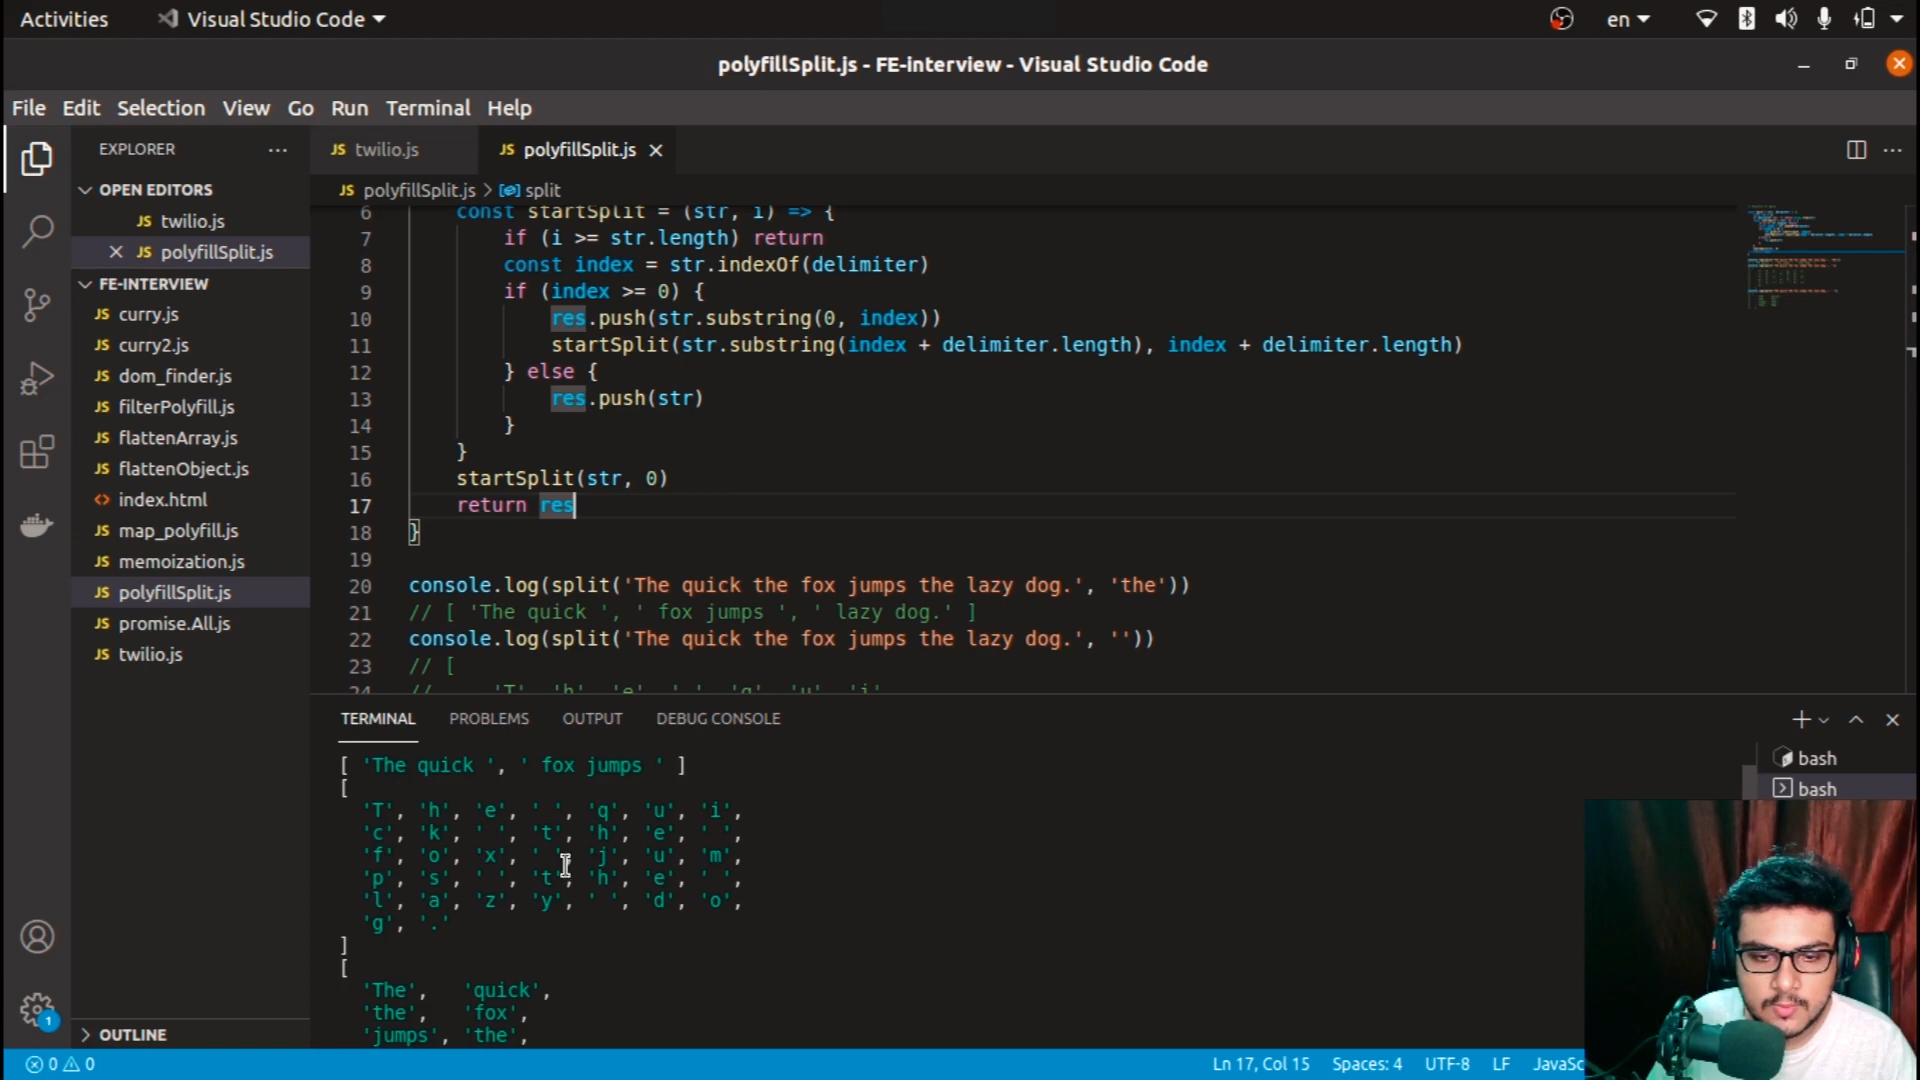 Activities
Visual Studio Code
en
polyfillSplit.js - FE-interview - Visual Studio Code
File Edit Selection View Go Run Terminal Help
EXPLORER
OPEN EDITORS
JS twilio.js
JS polyfillSplit.js
FE-INTERVIEW
JS curry.js
JS curry2.js
JS dom_finder.js
JS filterPolyfill.js
JS flattenArray.js
JS flattenObject.js
<> index.html
JS map_polyfill.js
JS memoization.js
JS polyfillSplit.js
JS promise.All.js
JS twilio.js
OUTLINE
JS twilio.js
JS polyfillSplit.js
JS polyfillSplit.js > split
6 const startSplit = (str, i) => {
7 if (i >= str.length) return
8 const index = str.indexOf(delimiter)
9 if (index >= 0) {
10 res.push(str.substring(0, index))
11 startSplit(str.substring(index + delimiter.length), index + delimiter.length)
12 } else {
13 res.push(str)
14 }
15 }
16 startSplit(str, 0)
17 return res
18 }
19
20 console.log(split('The quick the fox jumps the lazy dog.', 'the'))
21 // [ 'The quick ', ' fox jumps ', ' lazy dog.' ]
22 console.log(split('The quick the fox jumps the lazy dog.', ''))
23 // [
24 // 'T', 'h', 'e', ' ', 'q', 'u', 'i',
TERMINAL PROBLEMS OUTPUT DEBUG CONSOLE
[ 'The quick ', ' fox jumps ' ]
[
'T', 'h', 'e', ' ', 'q', 'u', 'i',
'c', 'k', ' ', 't', 'h', 'e', ' ',
'f', 'o', 'x', ' ', 'j', 'u', 'm',
'p', 's', ' ', 't', 'h', 'e', ' ',
'l', 'a', 'z', 'y', ' ', 'd', 'o',
'g', '.'
]
[
'The', 'quick',
'the', 'fox',
'jumps', 'the',
bash
bash
1
0 0
Ln 17, Col 15 Spaces: 4 UTF-8 LF JavaSc